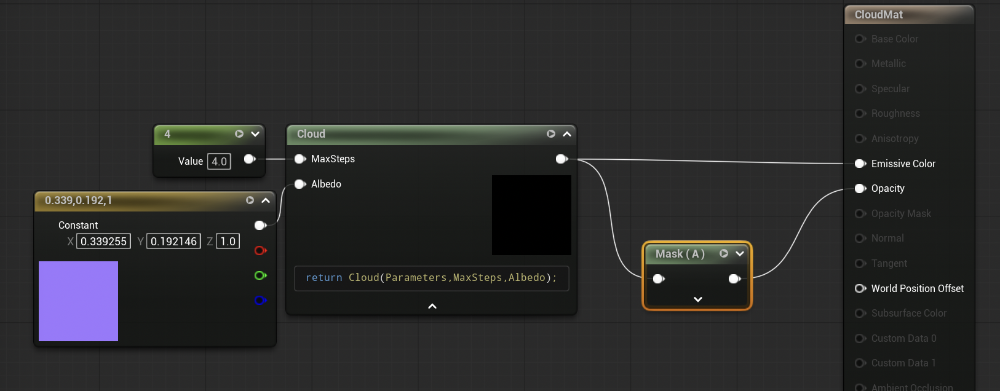 CloudMat
Base Color
Metallic
Specular
Roughness
Anisotropy
Emissive Color
Opacity
Opacity Mask
Normal
Tangent
World Position Offset
Subsurface Color
Custom Data 0
Custom Data 1
Ambient Occlusion
4
Value 4.0
Cloud
MaxSteps
Albedo
return Cloud(Parameters,MaxSteps,Albedo);
0.339,0.192,1
Constant
X 0.339255 Y 0.192146 Z 1.0
Mask ( A )